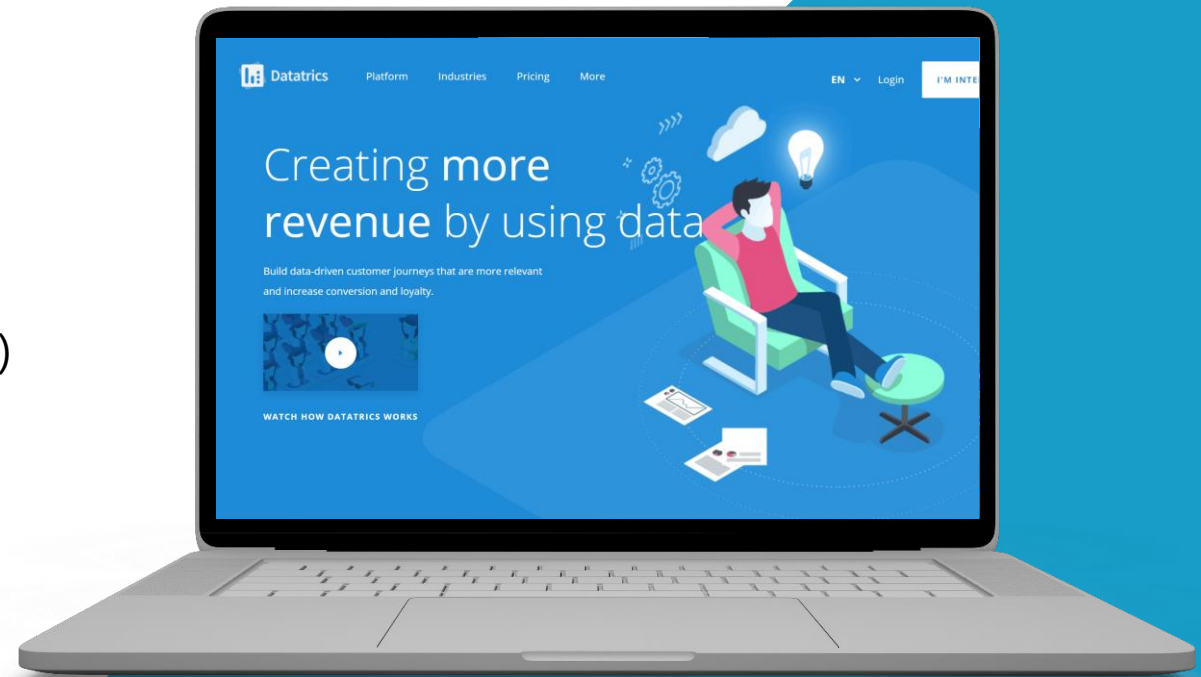 Datatrics
Platform Industries Pricing More
EN Login
I'M
Creating more
revenue by using data
Build data-driven customer journeys that are more relevant
and increase conversion and loyalty.
WATCH HOW DATATRICS WORKS
)